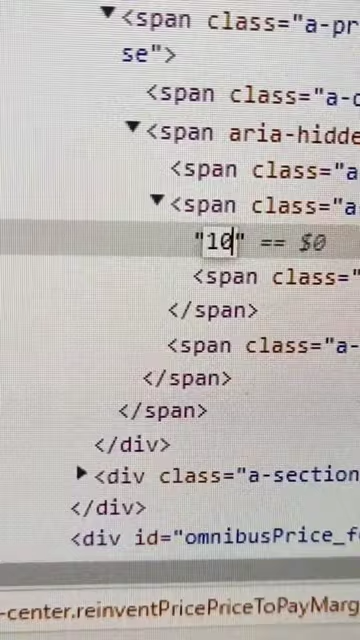 ▼<span class="a-pr
se">
<span class="a-
▼<span aria-hidde
<span class="a
▼<span class="a-
"10" == $0
<span class="
</span>
<span class="a-
</span>
</span>
</div>
▶<div class="a-section
</div>
<div id="omnibusPrice_f
-center.reinventPricePriceToPayMarg